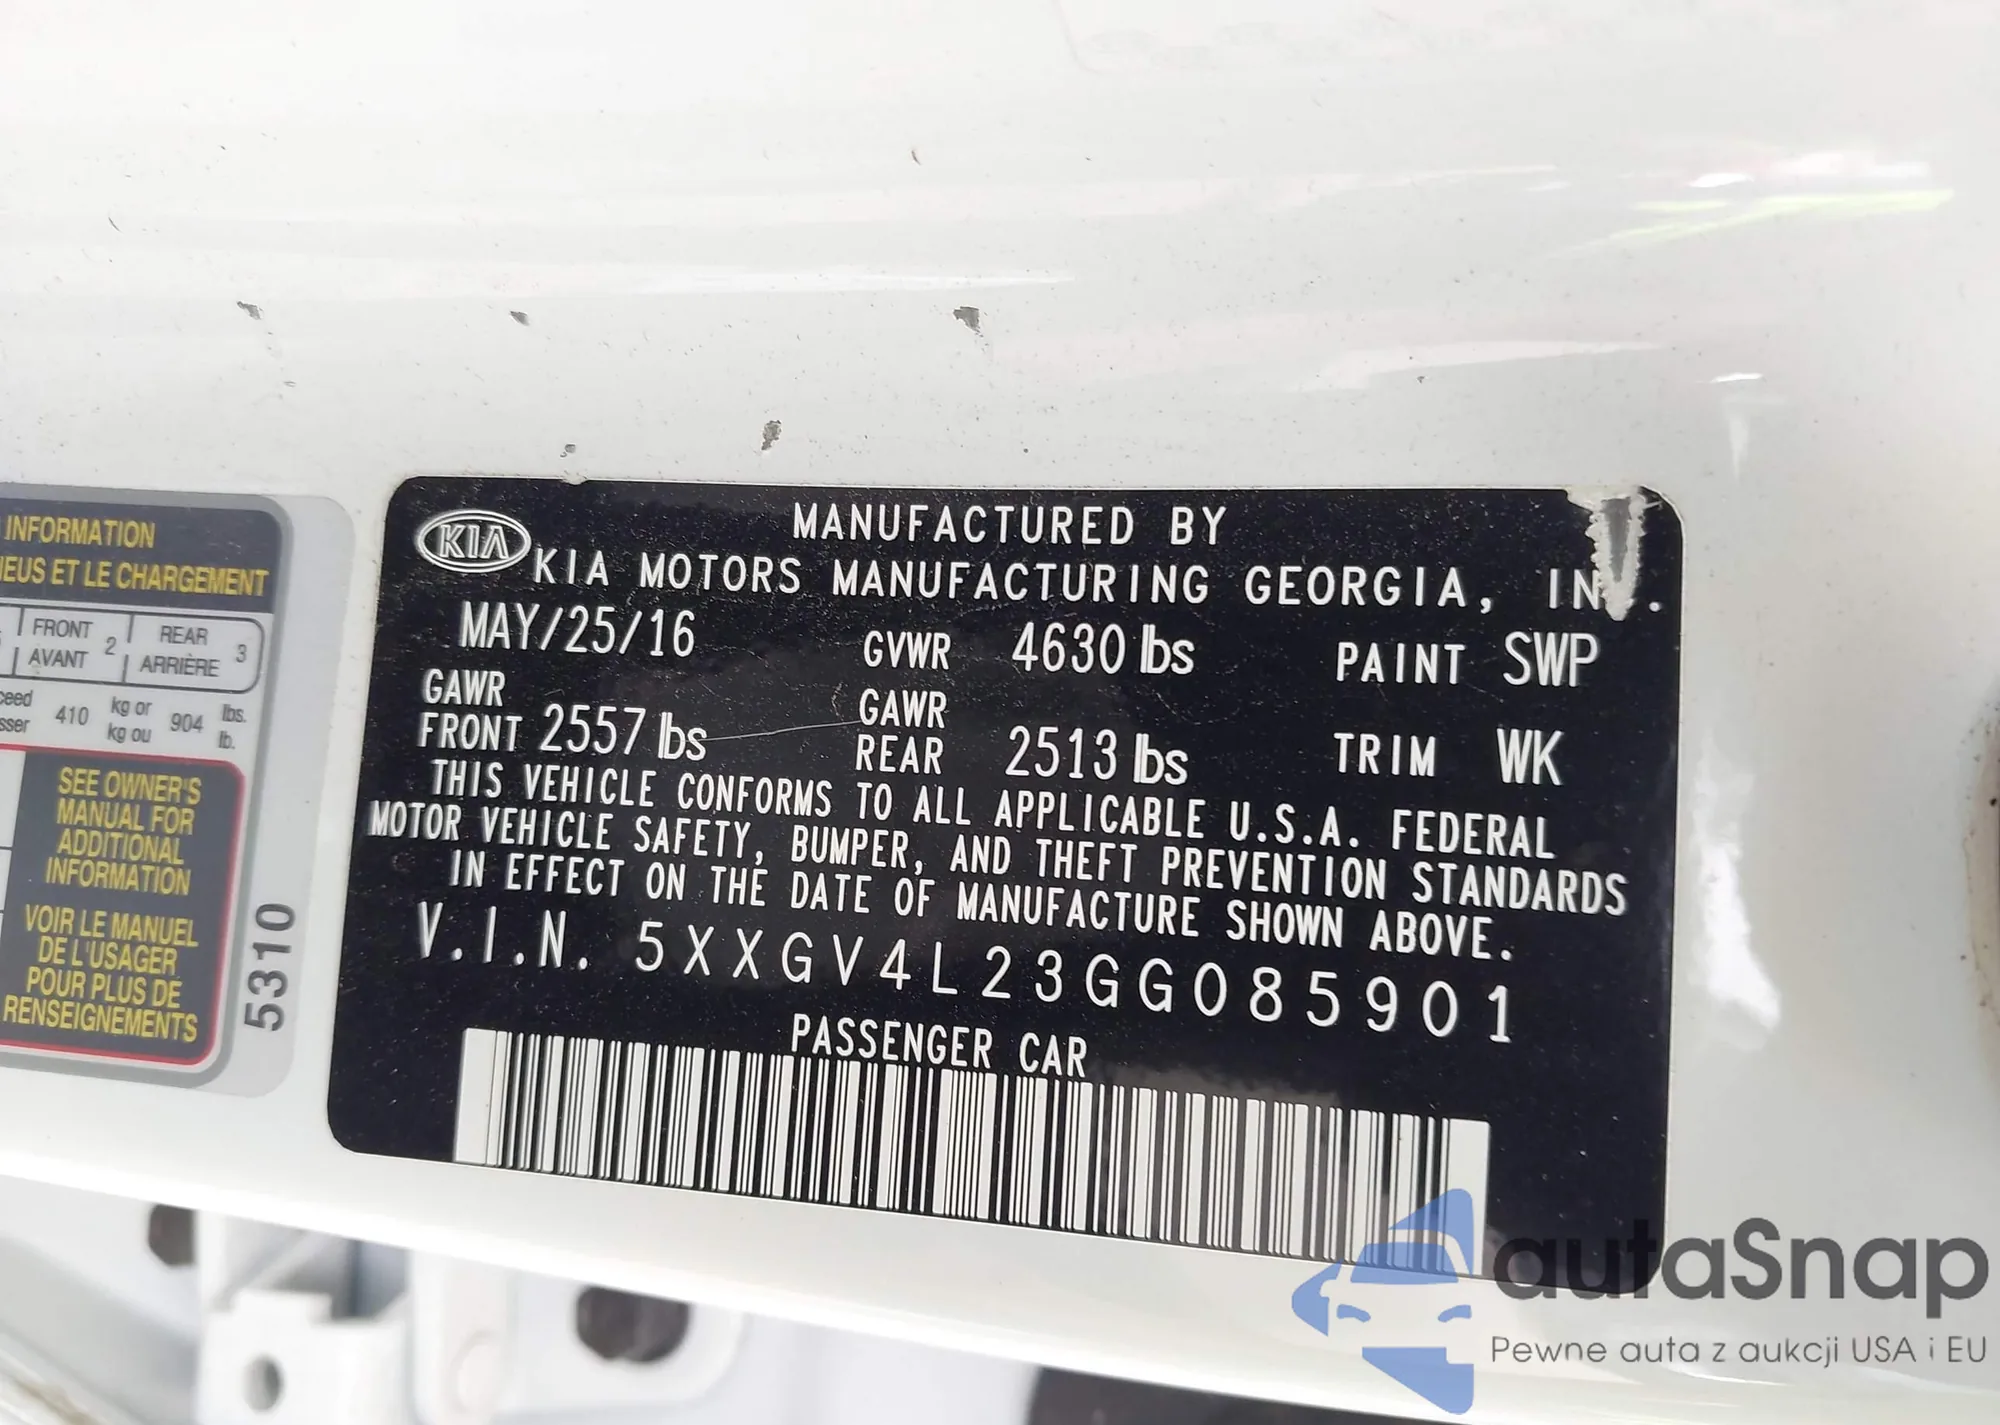 INFORMATION
NEUS ET LE CHARGEMENT
FRONT 2 REAR 3
AVANT ARRIÈRE
410 kg or 904 lbs.
kg ou lb.
SEE OWNER'S
MANUAL FOR
ADDITIONAL
INFORMATION
VOIR LE MANUEL
DE L'USAGER
POUR PLUS DE
RENSEIGNEMENTS
5310
KIA
MANUFACTURED BY
KIA MOTORS MANUFACTURING GEORGIA, IN .
MAY/25/16 GVWR 4630 lbs PAINT SWP
GAWR FRONT 2557 lbs GAWR REAR 2513 lbs TRIM WK
THIS VEHICLE CONFORMS TO ALL APPLICABLE U.S.A. FEDERAL
MOTOR VEHICLE SAFETY, BUMPER, AND THEFT PREVENTION STANDARDS
IN EFFECT ON THE DATE OF MANUFACTURE SHOWN ABOVE.
V.I.N. 5XXGV4L23GG085901
PASSENGER CAR
autaSnap
Pewne auta z aukcji USA i EU